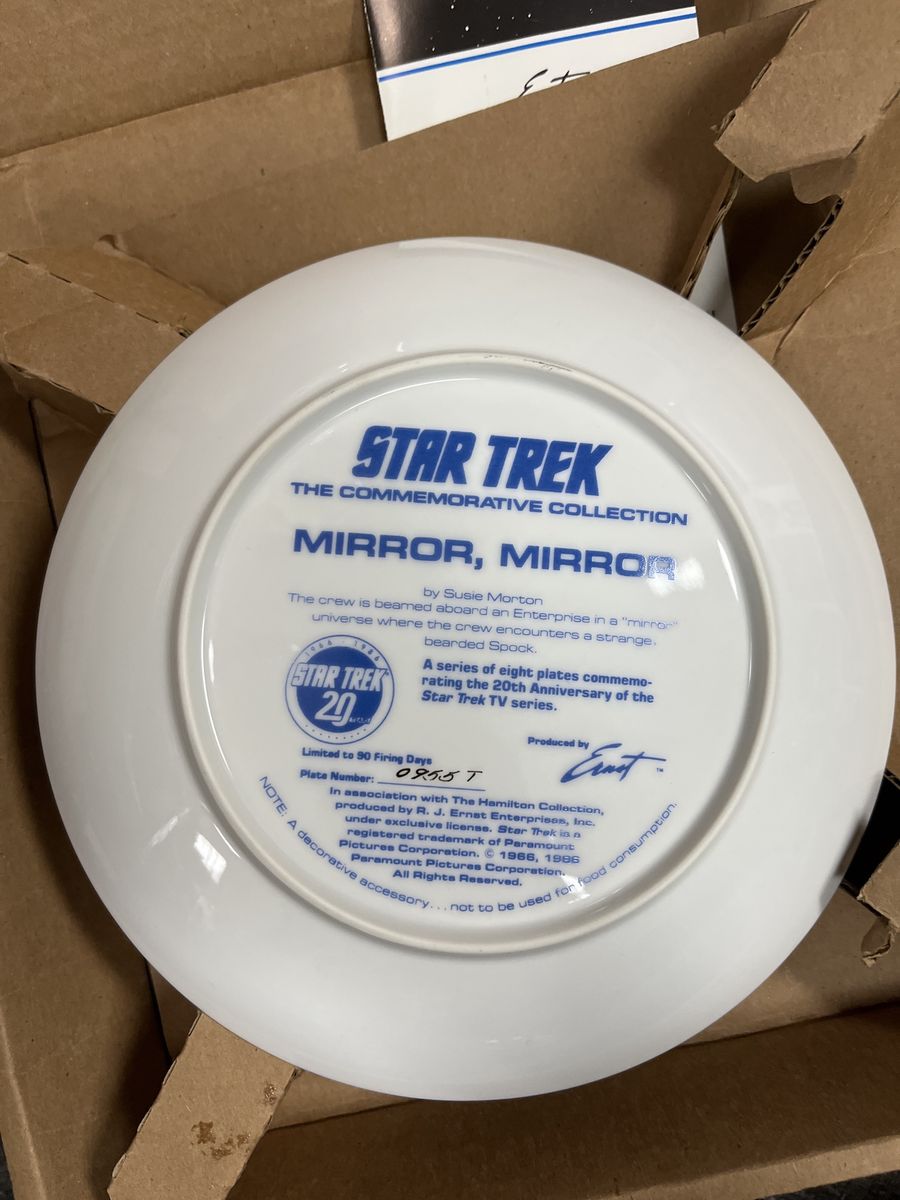 STAR TREK
THE COMMEMORATIVE COLLECTION
MIRROR, MIRROR
by Susie Morton
The crew is beamed aboard an Enterprise in a "mirror"
universe where the crew encounters a strange,
bearded Spock.
1966 - 1986
STAR TREK
20
A series of eight plates commemo-
rating the 20th Anniversary of the
Star Trek TV series.
Limited to 90 Firing Days
Produced by Ernst ™
Plate Number: 0955 T
In association with The Hamilton Collection,
produced by R. J. Ernst Enterprises, Inc.
under exclusive license. Star Trek is a
registered trademark of Paramount
Pictures Corporation. © 1966, 1986
Paramount Pictures Corporation.
All Rights Reserved.
NOTE: A decorative accessory...not to be used for food consumption.